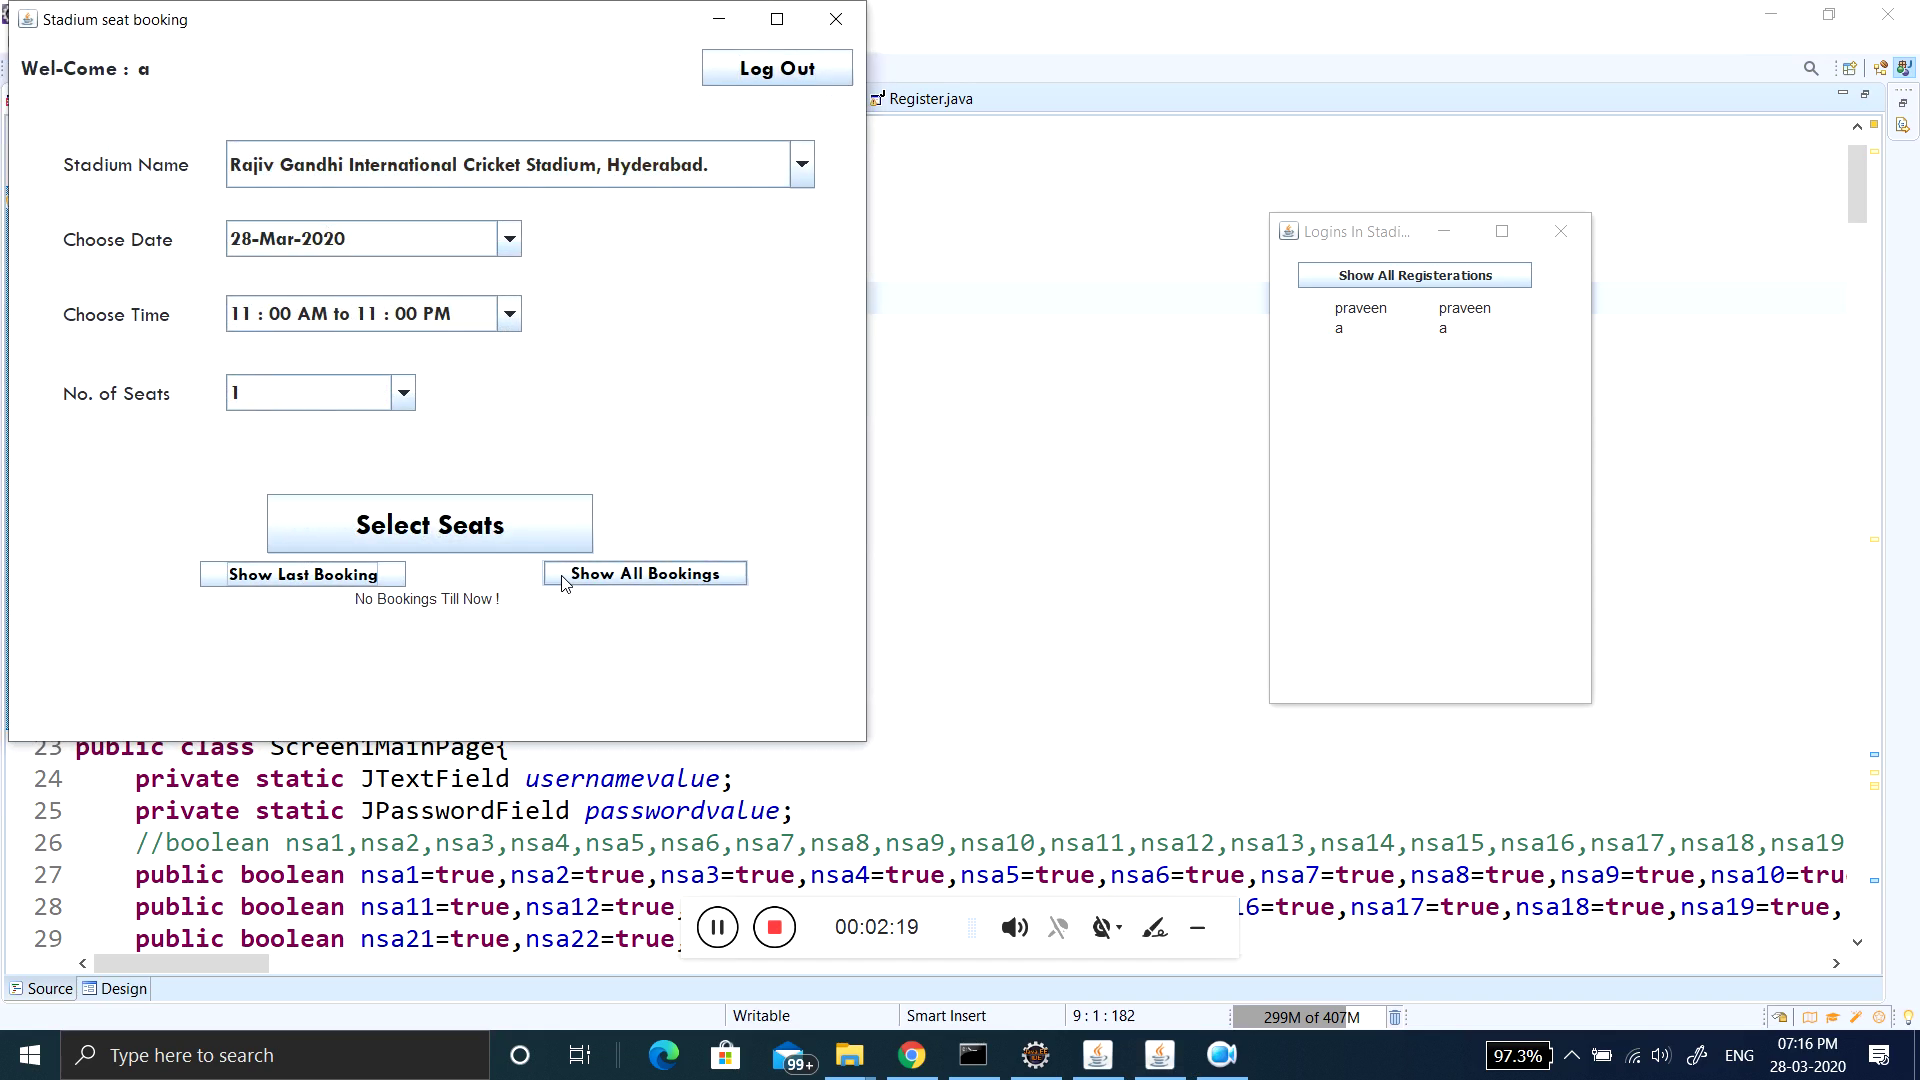 Stadium seat booking
Wel-Come : a
Log Out
Register.java
Stadium Name
Rajiv Gandhi International Cricket Stadium, Hyderabad.
Choose Date
28-Mar-2020
Choose Time
11 : 00 AM to 11 : 00 PM
No. of Seats
1
Select Seats
Show Last Booking
Show All Bookings
No Bookings Till Now !
Logins In Stadi...
Show All Registerations
praveen praveen
a a
23 public class Screen1MainPage{
24 private static JTextField usernamevalue;
25 private static JPasswordField passwordvalue;
26 //boolean nsa1,nsa2,nsa3,nsa4,nsa5,nsa6,nsa7,nsa8,nsa9,nsa10,nsa11,nsa12,nsa13,nsa14,nsa15,nsa16,nsa17,nsa18,nsa19
27 public boolean nsa1=true,nsa2=true,nsa3=true,nsa4=true,nsa5=true,nsa6=true,nsa7=true,nsa8=true,nsa9=true,nsa10=tru
28 public boolean nsa11=true,nsa12=true, 16=true,nsa17=true,nsa18=true,nsa19=true,
29 public boolean nsa21=true,nsa22=true,
00:02:19
Source Design
Writable Smart Insert 9 : 1 : 182 299M of 407M
Type here to search
99+
97.3%
ENG
07:16 PM
28-03-2020